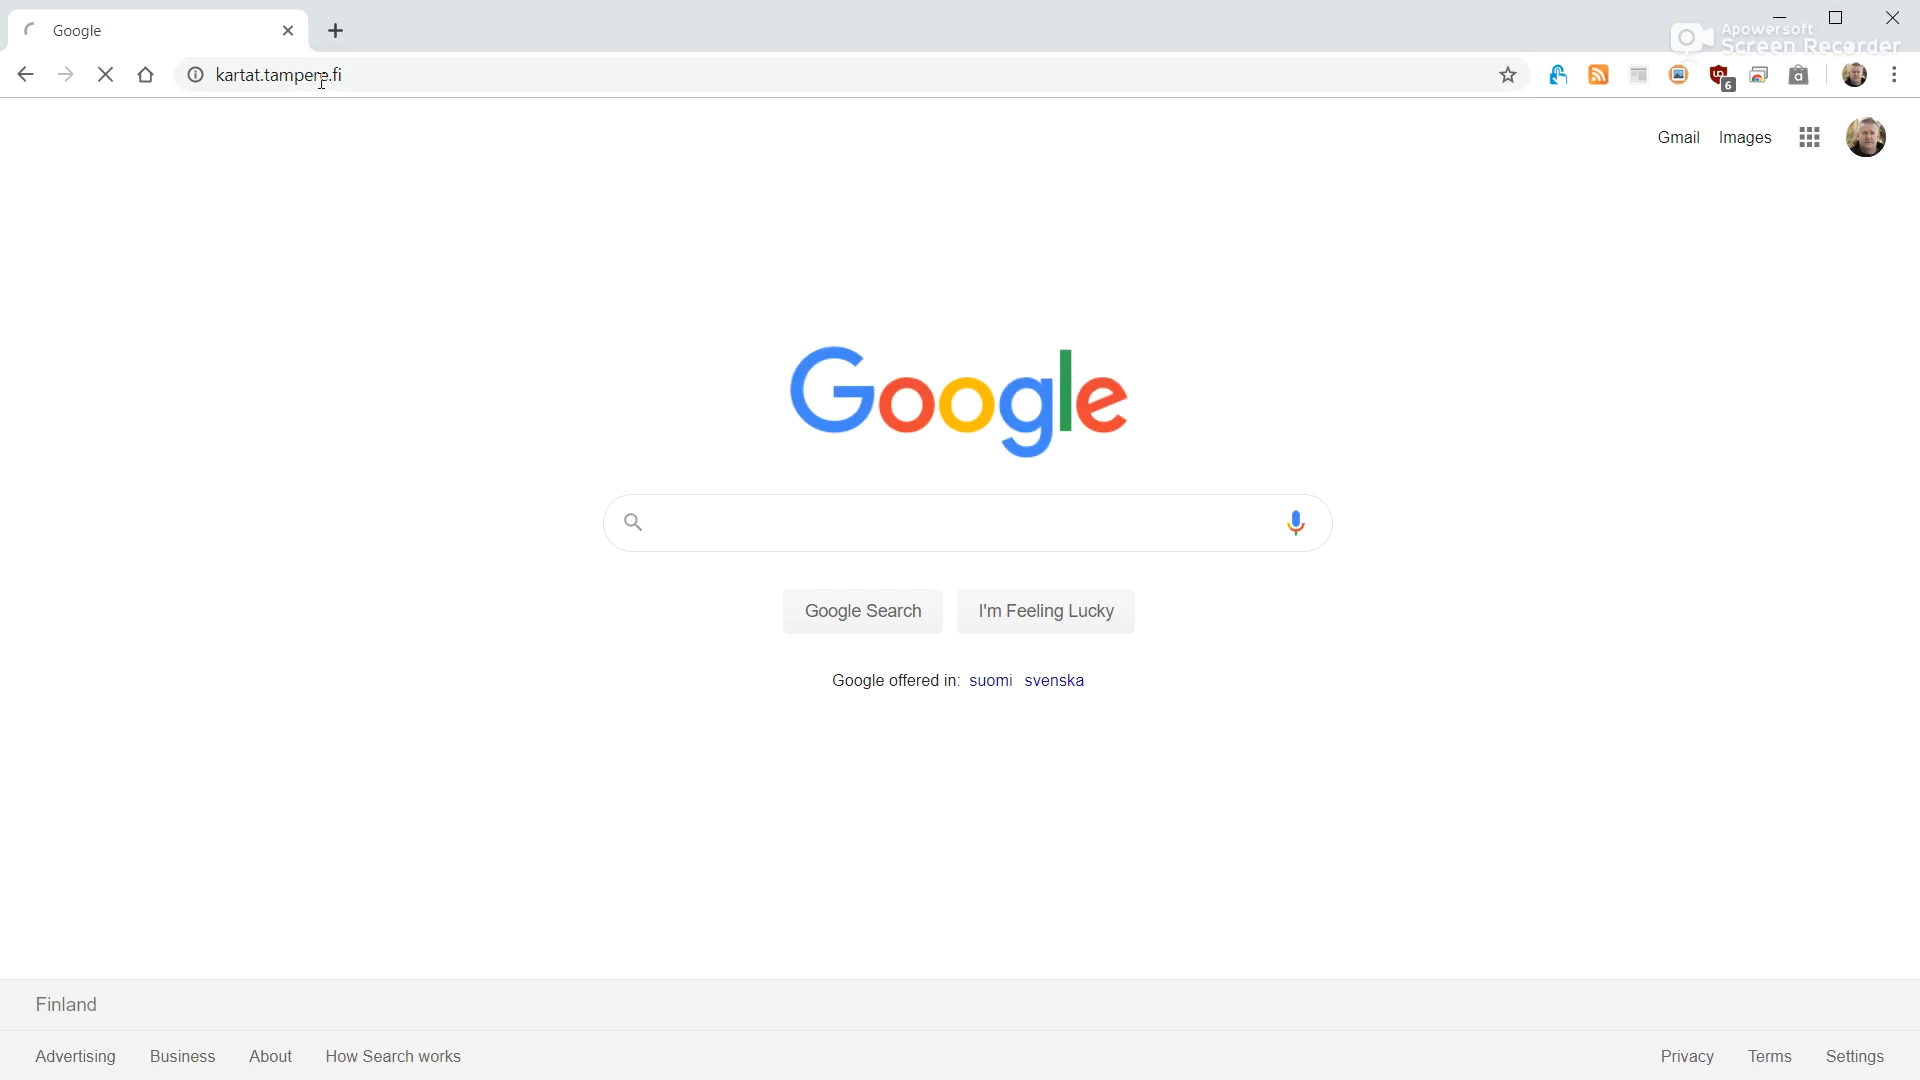 Google
Apowersoft
Screen Recorder
kartat.tampere.fi
6
a
Gmail Images
Google
Google Search I'm Feeling Lucky
Google offered in: suomi svenska
Finland
Advertising Business About How Search works Privacy Terms Settings